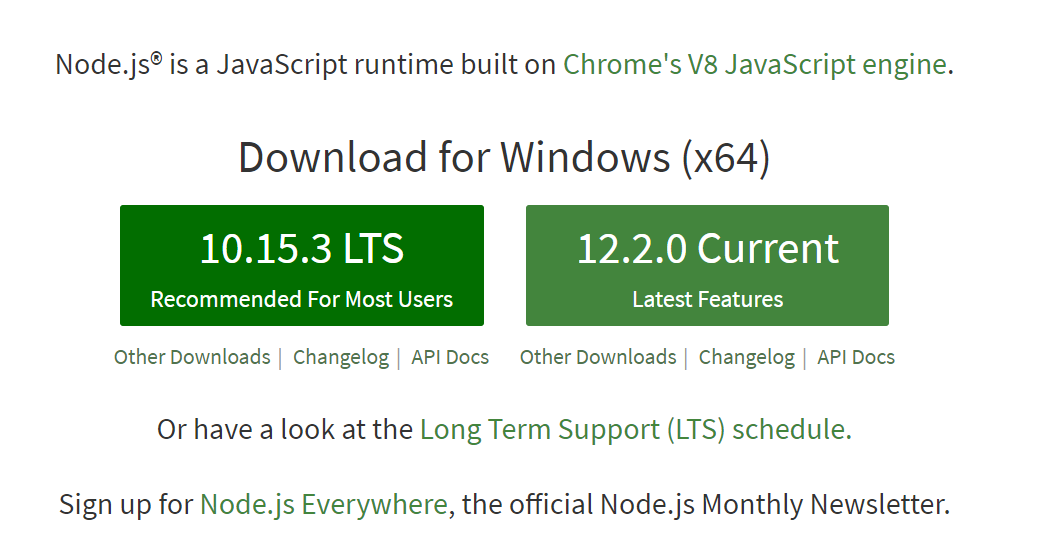 Node.js® is a JavaScript runtime built on Chrome's V8 JavaScript engine.
Download for Windows (x64)
10.15.3 LTS
Recommended For Most Users
12.2.0 Current
Latest Features
Other Downloads | Changelog | API Docs
Other Downloads | Changelog | API Docs
Or have a look at the Long Term Support (LTS) schedule.
Sign up for Node.js Everywhere, the official Node.js Monthly Newsletter.